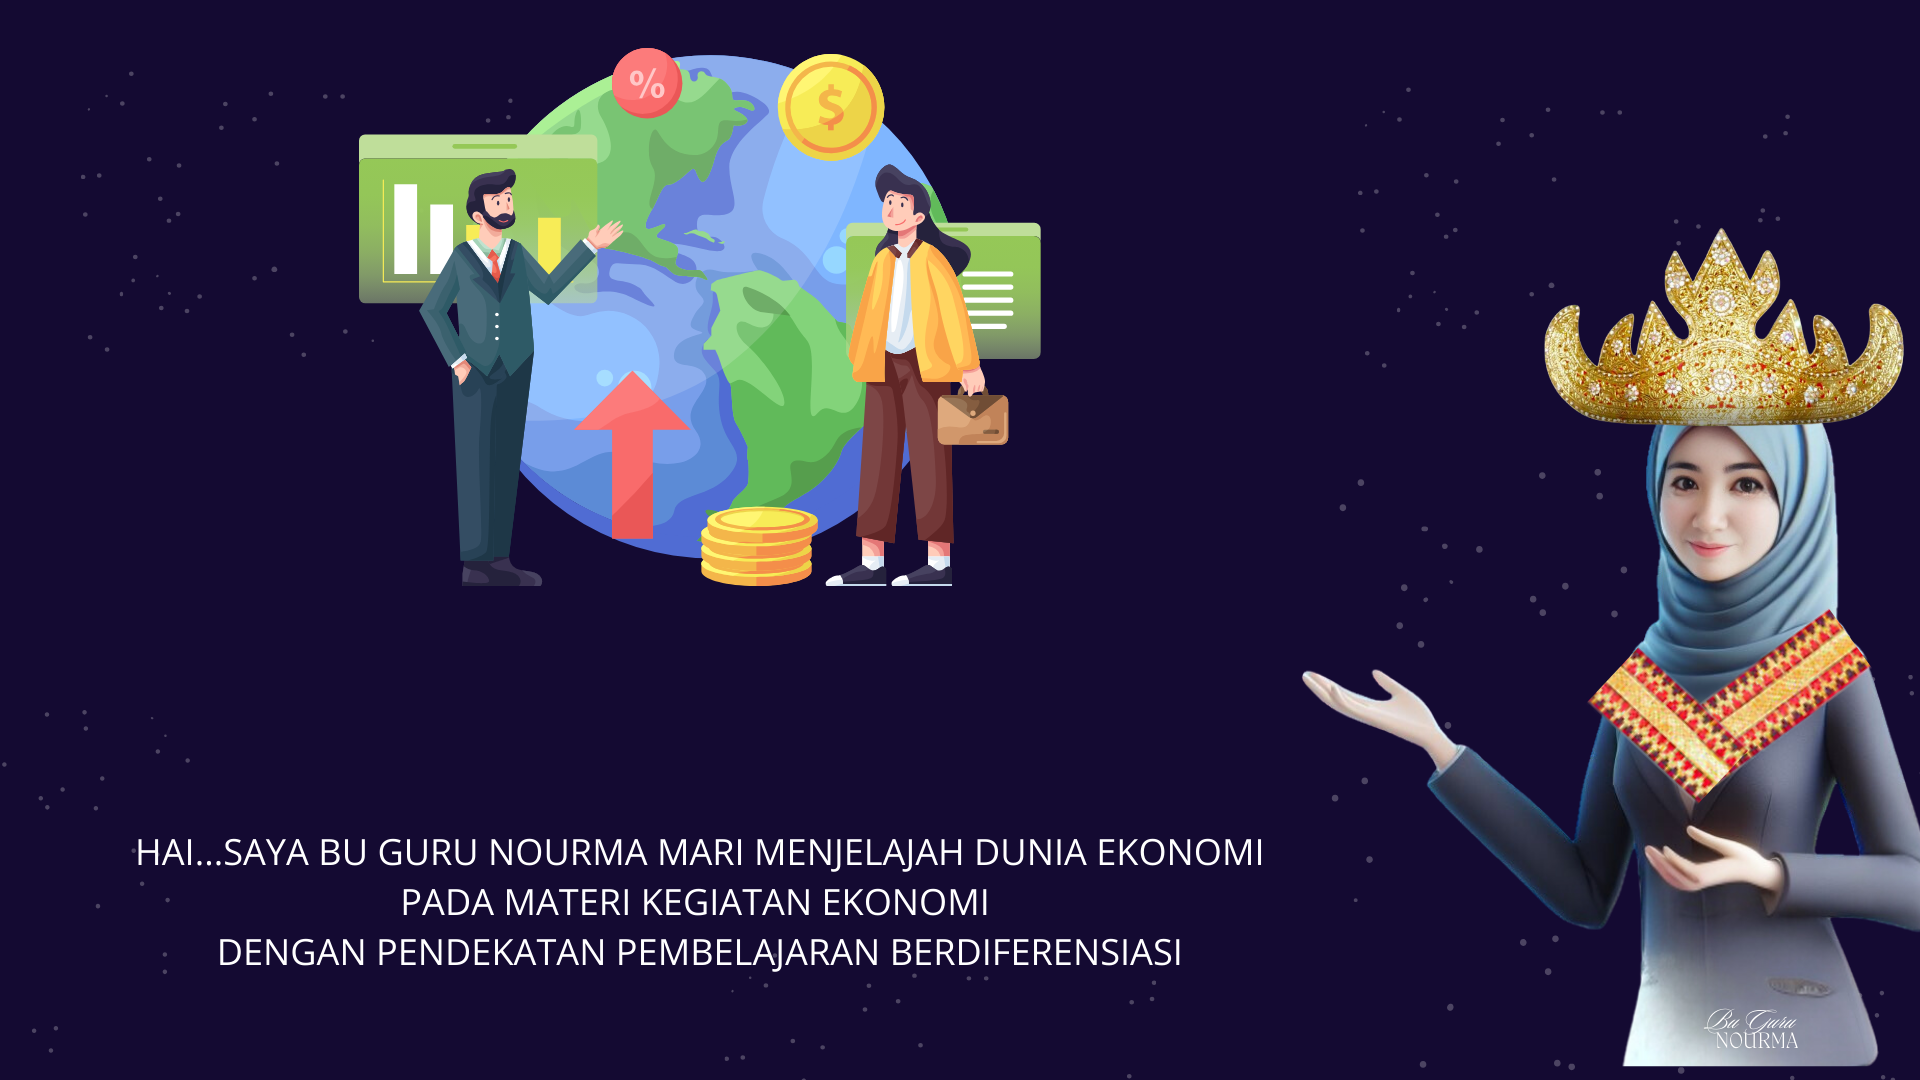 %
$
HAI...SAYA BU GURU NOURMA MARI MENJELAJAH DUNIA EKONOMI
PADA MATERI KEGIATAN EKONOMI
DENGAN PENDEKATAN PEMBELAJARAN BERDIFERENSIASI
Bu Guru
NOURMA